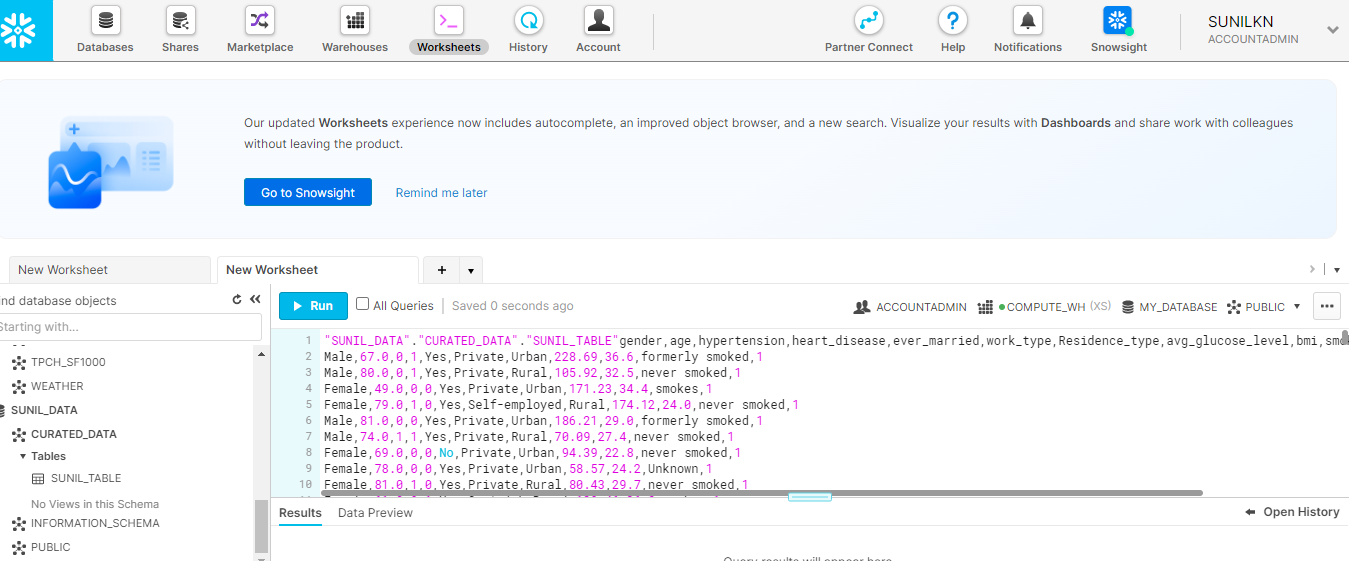 Databases Shares Marketplace Warehouses Worksheets History Account Partner Connect Help Notifications Snowsight
SUNILKN
ACCOUNTADMIN
Our updated Worksheets experience now includes autocomplete, an improved object browser, and a new search. Visualize your results with Dashboards and share work with colleagues
without leaving the product.
Go to Snowsight Remind me later
New Worksheet New Worksheet
nd database objects
Starting with...
TPCH_SF1000
WEATHER
SUNIL_DATA
CURATED_DATA
Tables
SUNIL_TABLE
No Views in this Schema
INFORMATION_SCHEMA
PUBLIC
Run All Queries Saved 0 seconds ago ACCOUNTADMIN COMPUTE_WH (XS) MY_DATABASE PUBLIC
1 "SUNIL_DATA"."CURATED_DATA"."SUNIL_TABLE"gender,age,hypertension,heart_disease,ever_married,work_type,Residence_type,avg_glucose_level,bmi,smo
2 Male,67.0,0,1,Yes,Private,Urban,228.69,36.6,formerly smoked,1
3 Male,80.0,0,1,Yes,Private,Rural,105.92,32.5,never smoked,1
4 Female,49.0,0,0,Yes,Private,Urban,171.23,34.4,smokes,1
5 Female,79.0,1,0,Yes,Self-employed,Rural,174.12,24.0,never smoked,1
6 Male,81.0,0,0,Yes,Private,Urban,186.21,29.0,formerly smoked,1
7 Male,74.0,1,1,Yes,Private,Rural,70.09,27.4,never smoked,1
8 Female,69.0,0,0,No,Private,Urban,94.39,22.8,never smoked,1
9 Female,78.0,0,0,Yes,Private,Urban,58.57,24.2,Unknown,1
10 Female,81.0,1,0,Yes,Private,Rural,80.43,29.7,never smoked,1
Results Data Preview Open History
Query results will appear here